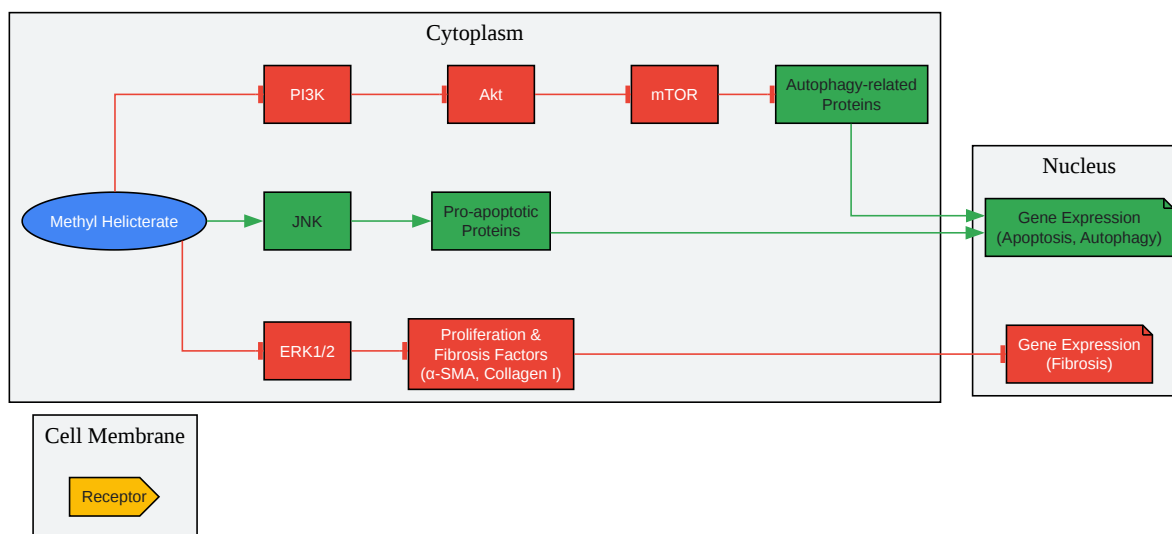 Cytoplasm
PI3K
Akt
mTOR
Autophagy-related
Proteins
Nucleus
Methyl Helicterate
JNK
Pro-apoptotic
Proteins
Gene Expression
(Apoptosis, Autophagy)
ERK1/2
Proliferation &
Fibrosis Factors
(α-SMA, Collagen I)
Gene Expression
(Fibrosis)
Cell Membrane
Receptor